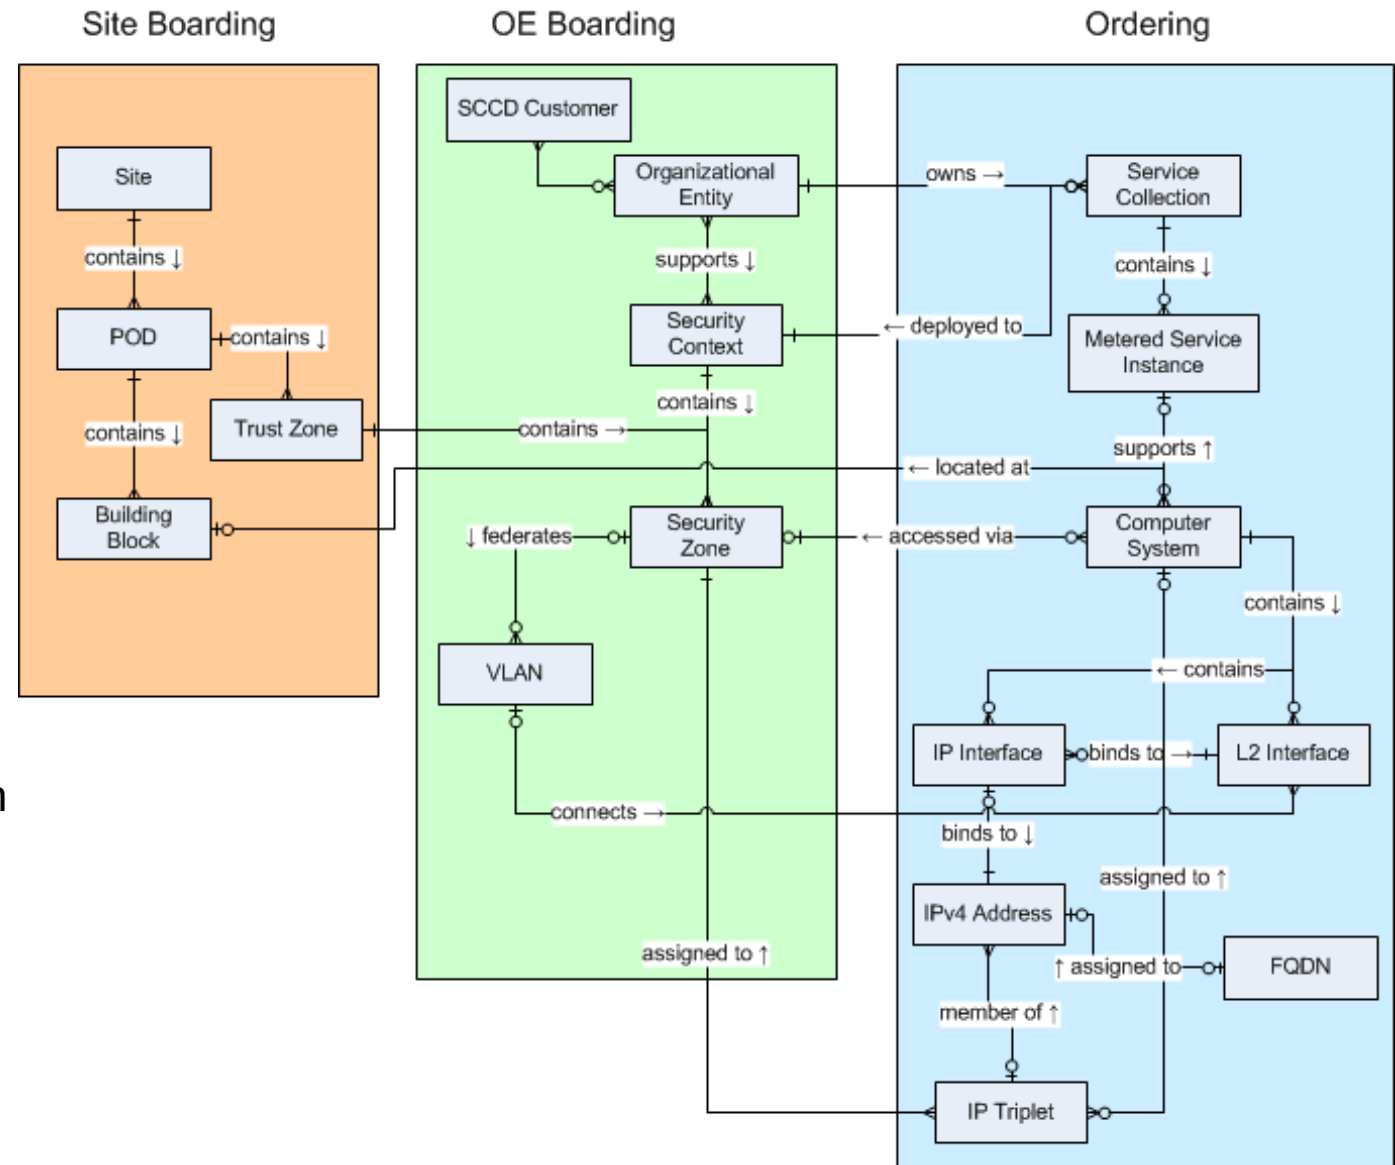 Site Boarding
OE Boarding
Ordering
SCCD Customer
Site
Organizational
Entity
owns →
Service
Collection
contains ↓
supports ↓
contains ↓
POD
contains ↓
Security
Context
← deployed to
Metered Service
Instance
contains ↓
Trust Zone
contains →
contains ↓
supports ↑
← located at
Building
Block
↓ federates
Security
Zone
← accessed via
Computer
System
contains ↓
VLAN
← contains
IP Interface
binds to →
L2 Interface
n
connects →
binds to ↓
assigned to ↑
IPv4 Address
assigned to ↑
↑ assigned to
FQDN
member of ↑
IP Triplet